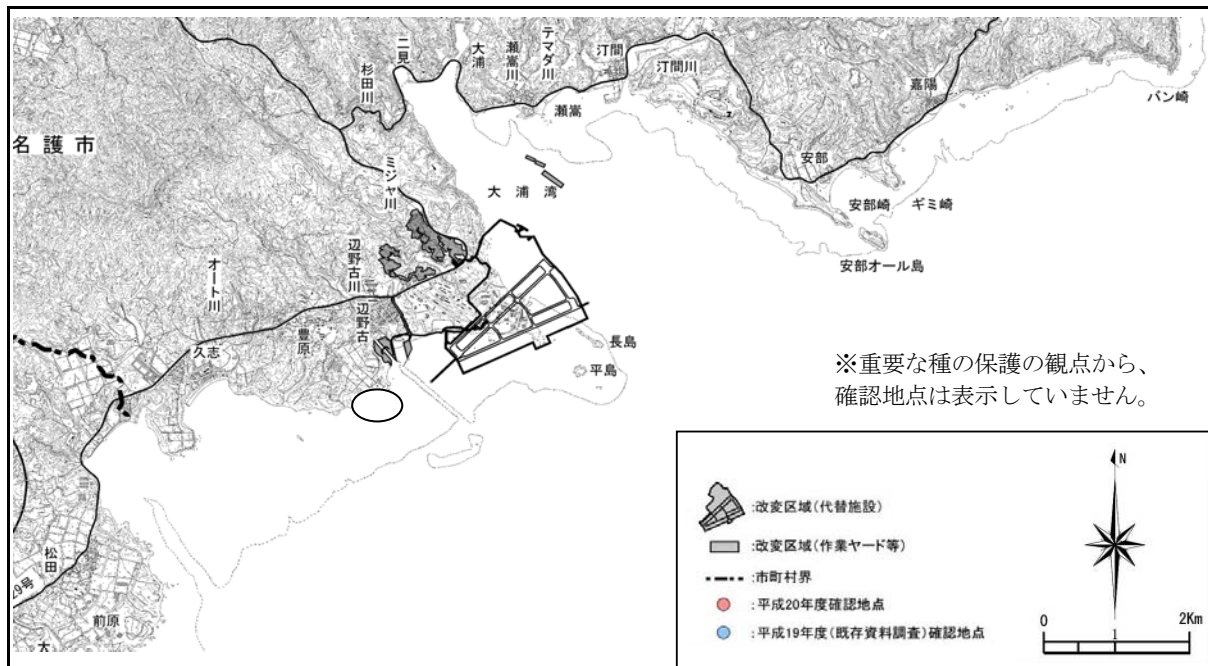 名護市
杉田川
二見
大浦
瀬嵩川
テマダ川
汀間
汀間川
瀬嵩
嘉陽
バン崎
安部
安部崎
ギミ崎
安部オール島
大浦湾
ミジャ川
辺野古川
辺野古
オート川
久志
豊原
長島
平島
松田
前原
29号
大
※重要な種の保護の観点から、
確認地点は表示していません。
:改変区域(代替施設)
:改変区域(作業ヤード等)
:市町村界
:平成20年度確認地点
:平成19年度(既存資料調査)確認地点
N
0 1 2Km